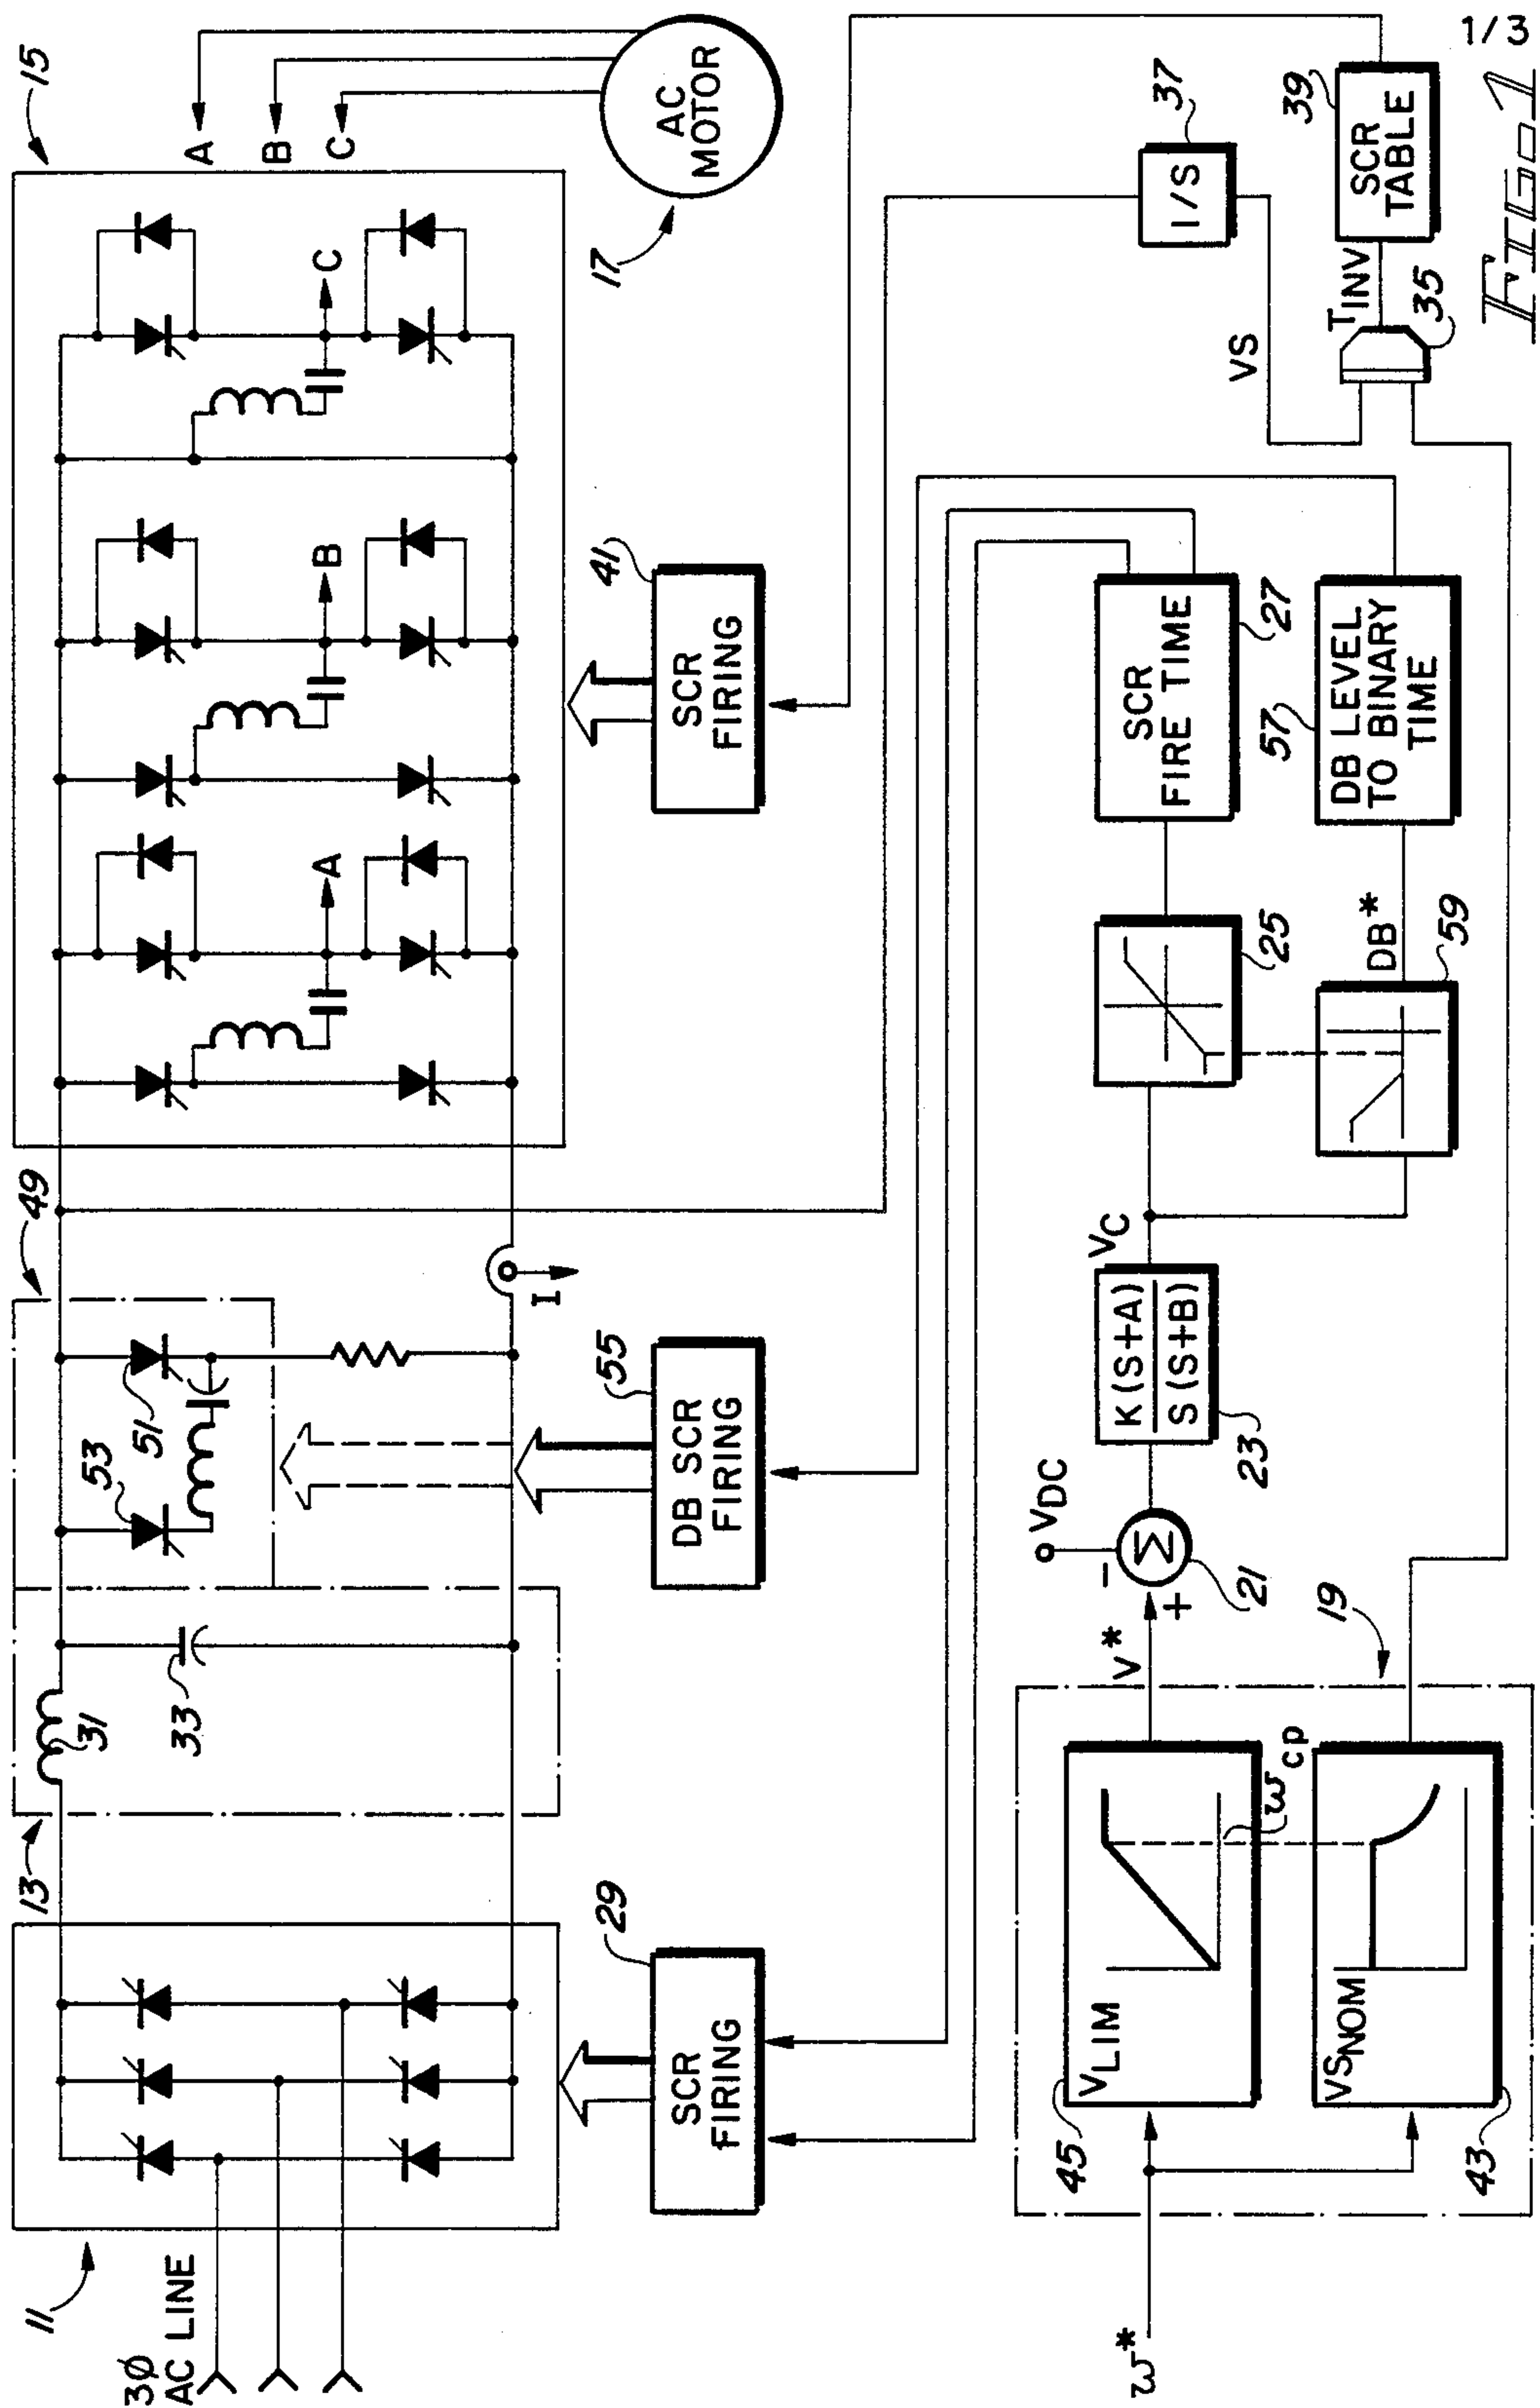 1/3
FIG.1
11
3Ø
AC LINE
13
31
33
49
53
51
I
15
A
B
C
A
B
C
AC
MOTOR
17
29
SCR
FIRING
55
DB SCR
FIRING
41
SCR
FIRING
37
1/S
VS
39
SCR
TABLE
TINV
35
ω*
45
VLIM
ωcp
VSNOM
43
19
V*
+
-
VDC
Σ
21
K(S+A)
S(S+B)
23
VC
25
SCR
FIRE TIME
27
59
DB*
57
DB LEVEL
TO BINARY
TIME